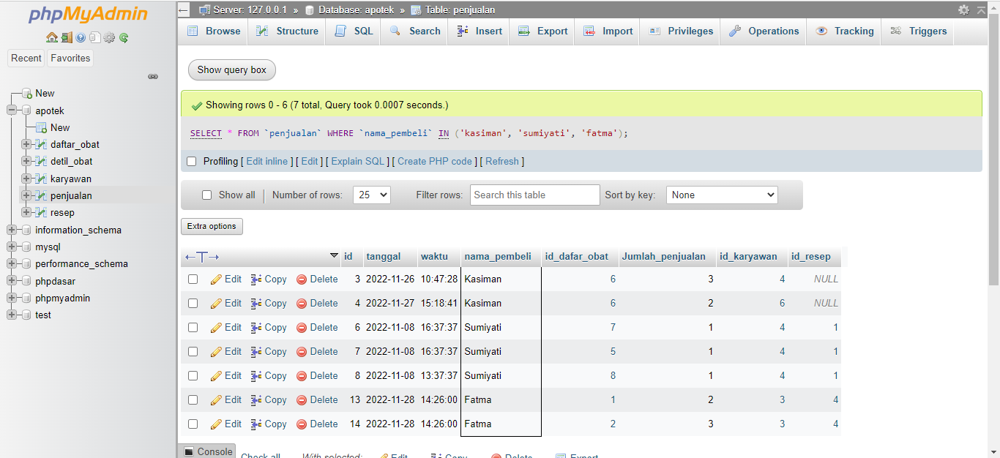 phpMyAdmin
Recent Favorites
New
apotek
New
daftar_obat
detil_obat
karyawan
penjualan
resep
information_schema
mysql
performance_schema
phpdasar
phpmyadmin
test
Server: 127.0.0.1 » Database: apotek » Table: penjualan
Browse Structure SQL Search Insert Export Import Privileges Operations Tracking Triggers
Show query box
Showing rows 0 - 6 (7 total, Query took 0.0007 seconds.)
SELECT * FROM `penjualan` WHERE `nama_pembeli` IN ('kasiman', 'sumiyati', 'fatma');
Profiling [ Edit inline ] [ Edit ] [ Explain SQL ] [ Create PHP code ] [ Refresh ]
Show all Number of rows: 25 Filter rows: Search this table Sort by key: None
Extra options
←T→ id tanggal waktu nama_pembeli id_dafar_obat Jumlah_penjualan id_karyawan id_resep
Edit Copy Delete 3 2022-11-26 10:47:28 Kasiman 6 3 4 NULL
Edit Copy Delete 4 2022-11-27 15:18:41 Kasiman 6 2 6 NULL
Edit Copy Delete 6 2022-11-08 16:37:37 Sumiyati 7 1 4 1
Edit Copy Delete 7 2022-11-08 16:37:37 Sumiyati 5 1 4 1
Edit Copy Delete 8 2022-11-08 13:37:37 Sumiyati 8 1 4 1
Edit Copy Delete 13 2022-11-28 14:26:00 Fatma 1 2 3 4
Edit Copy Delete 14 2022-11-28 14:26:00 Fatma 2 3 3 4
Console Check all With selected: Edit Copy Delete Export